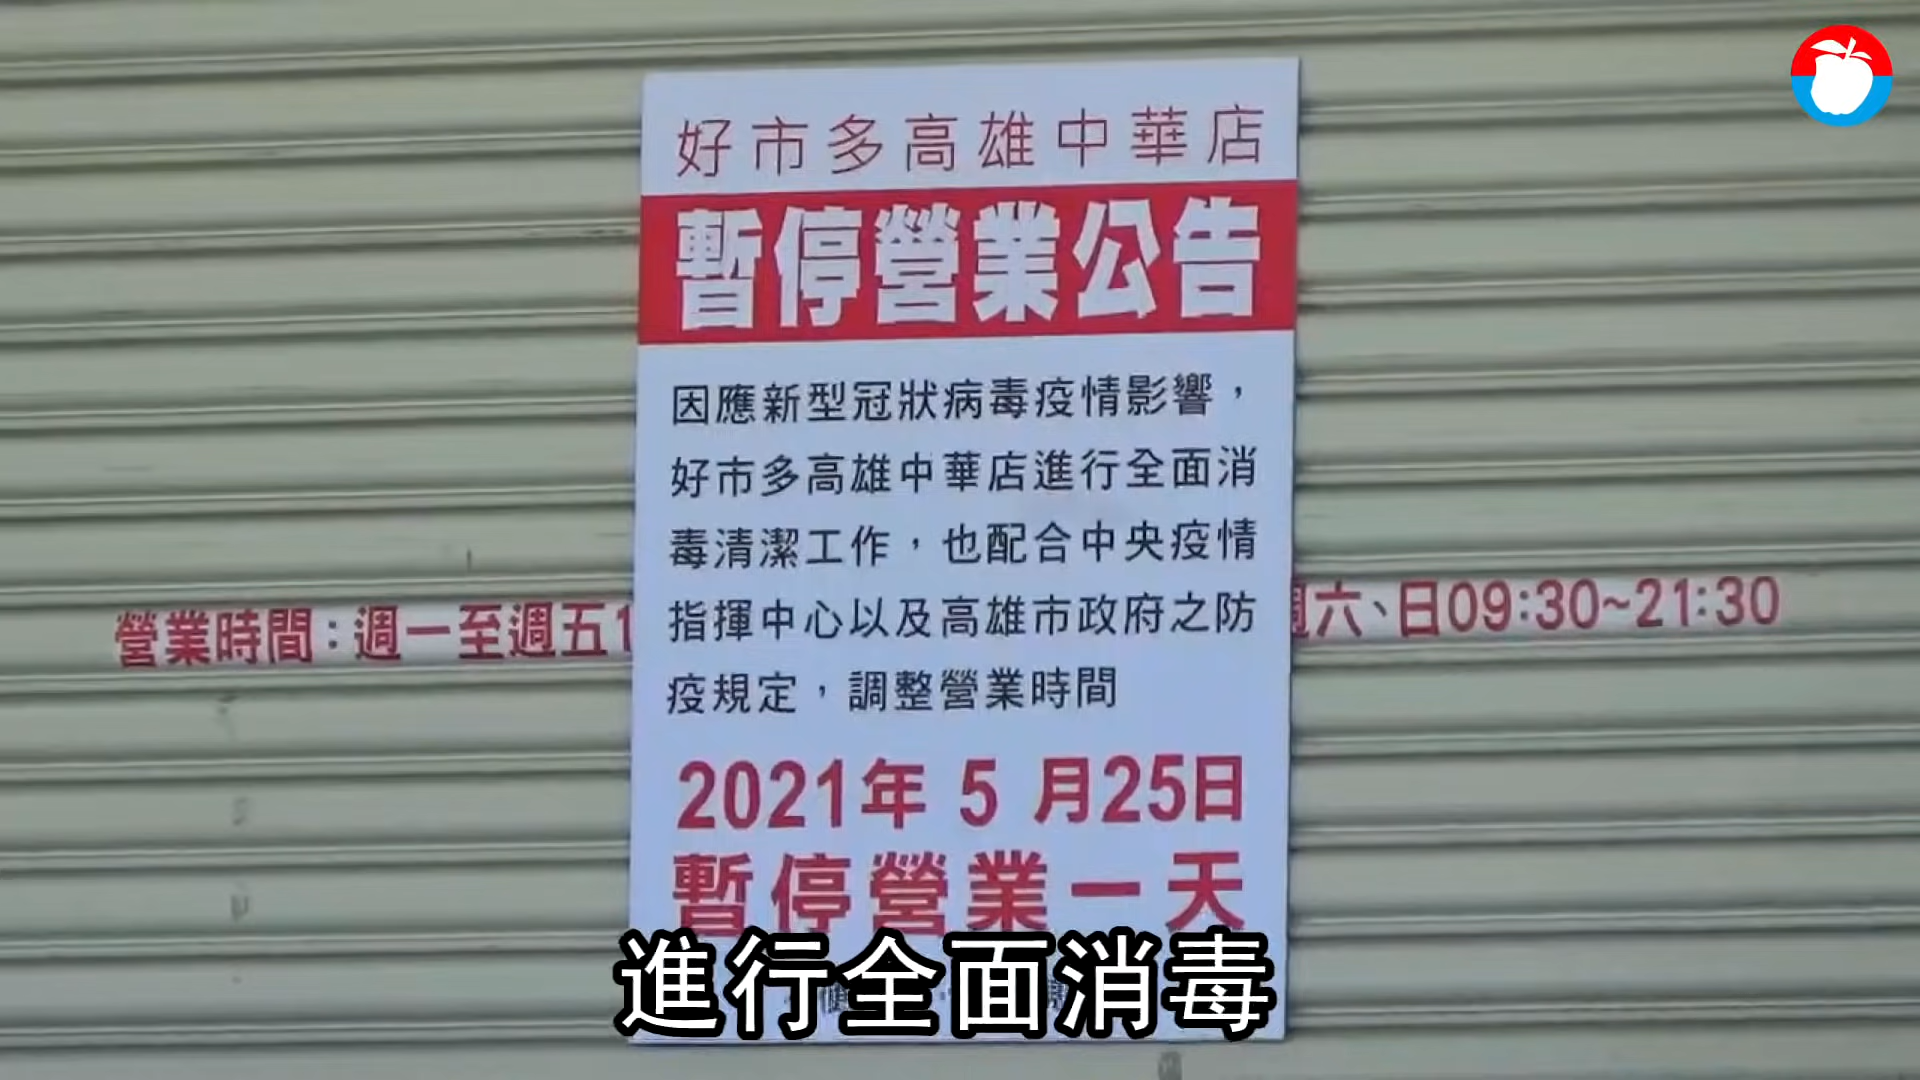 好市多高雄中華店
暫停營業公告
因應新型冠狀病毒疫情影響，
好市多高雄中華店進行全面消
毒清潔工作，也配合中央疫情
指揮中心以及高雄市政府之防
疫規定，調整營業時間
營業時間：週一至週五1
週六、日09:30~21:30
2021年 5 月25日
暫停營業一天
進行全面消毒